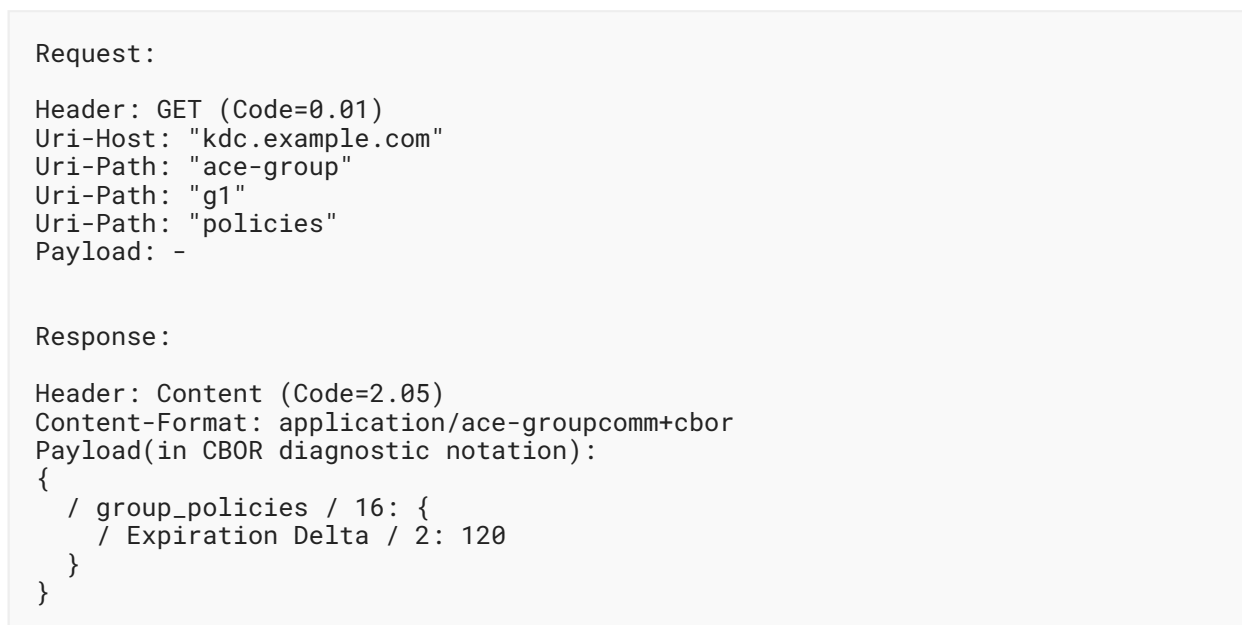 Request:

Header: GET (Code=0.01)
Uri-Host: "kdc.example.com"
Uri-Path: "ace-group"
Uri-Path: "g1"
Uri-Path: "policies"
Payload: -

Response:

Header: Content (Code=2.05)
Content-Format: application/ace-groupcomm+cbor
Payload(in CBOR diagnostic notation):
{
  / group_policies / 16: {
    / Expiration Delta / 2: 120
  }
}